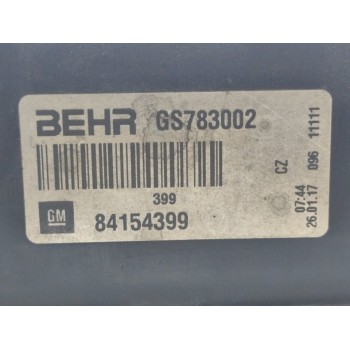 BEHR GS783002
399
GM 84154399
CZ 096 11111
07:44
26.01.17